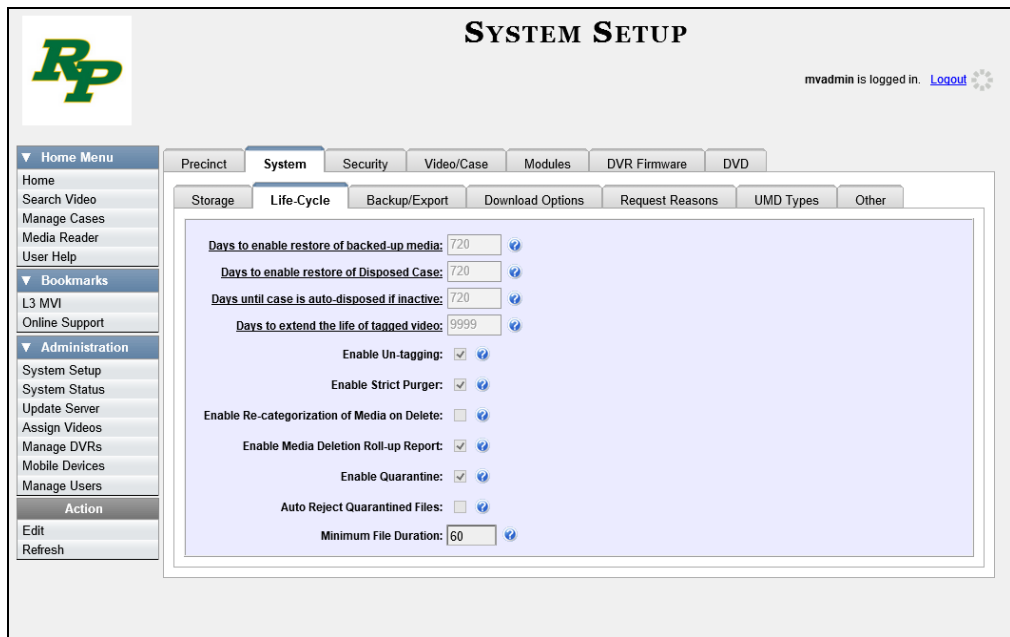 RP
SYSTEM SETUP
mvadmin is logged in. Logout
▼ Home Menu
Home
Search Video
Manage Cases
Media Reader
User Help
▼ Bookmarks
L3 MVI
Online Support
▼ Administration
System Setup
System Status
Update Server
Assign Videos
Manage DVRs
Mobile Devices
Manage Users
Action
Edit
Refresh
Precinct System Security Video/Case Modules DVR Firmware DVD
Storage Life-Cycle Backup/Export Download Options Request Reasons UMD Types Other
Days to enable restore of backed-up media: 720 ?
Days to enable restore of Disposed Case: 720 ?
Days until case is auto-disposed if inactive: 720 ?
Days to extend the life of tagged video: 9999 ?
Enable Un-tagging: ?
Enable Strict Purger: ?
Enable Re-categorization of Media on Delete: ?
Enable Media Deletion Roll-up Report: ?
Enable Quarantine: ?
Auto Reject Quarantined Files: ?
Minimum File Duration: 60 ?